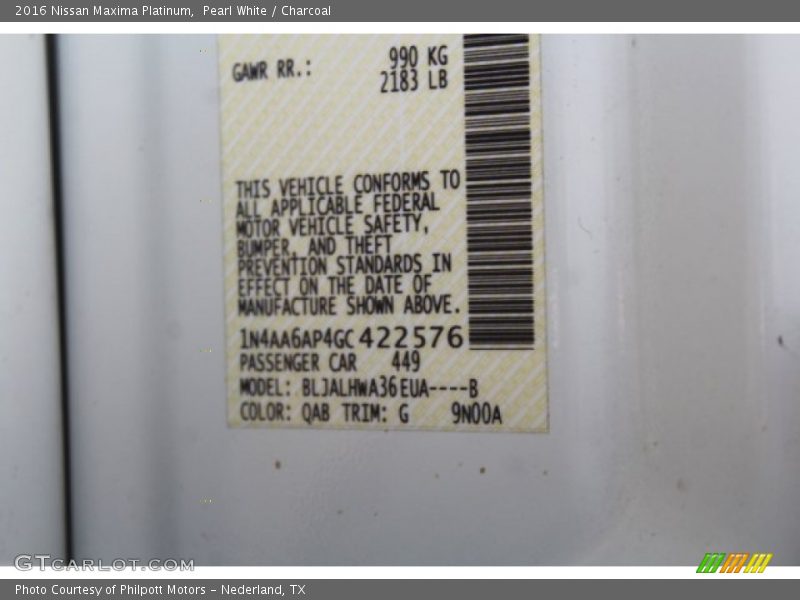 2016 Nissan Maxima Platinum, Pearl White / Charcoal
GAWR RR.: 990 KG
2183 LB
THIS VEHICLE CONFORMS TO
ALL APPLICABLE FEDERAL
MOTOR VEHICLE SAFETY,
BUMPER, AND THEFT
PREVENTION STANDARDS IN
EFFECT ON THE DATE OF
MANUFACTURE SHOWN ABOVE.
1N4AA6AP4GC422576
PASSENGER CAR 449
MODEL: BLJALHWA36EUA----B
COLOR: QAB TRIM: G 9N00A
GTCARLOT.COM
Photo Courtesy of Philpott Motors - Nederland, TX